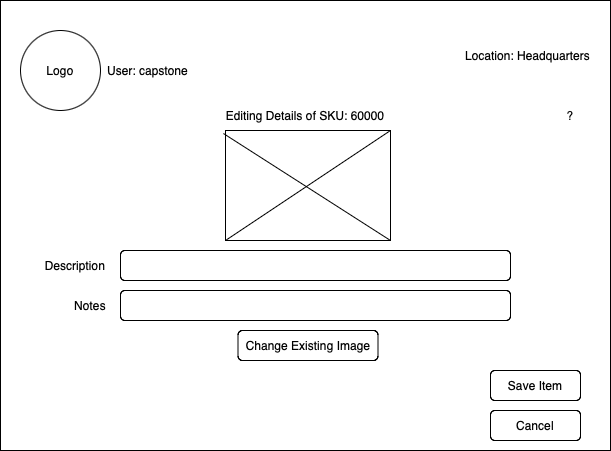 Logo
User: capstone
Location: Headquarters
Editing Details of SKU: 60000
?
Description
Notes
Change Existing Image
Save Item
Cancel